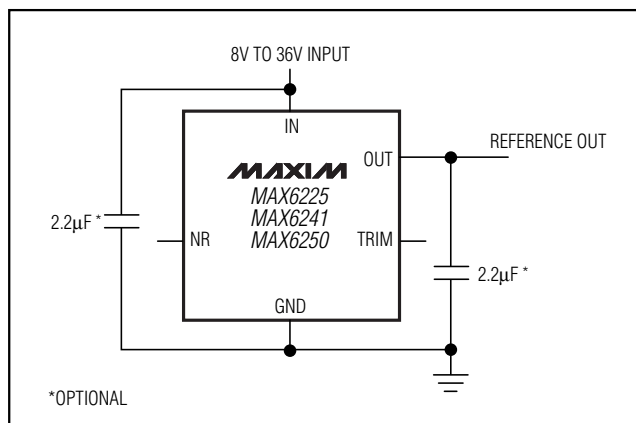 8V TO 36V INPUT
IN
OUT
REFERENCE OUT
MAXIM
MAX6225
MAX6241
MAX6250
2.2μF *
NR
TRIM
2.2μF *
GND
*OPTIONAL